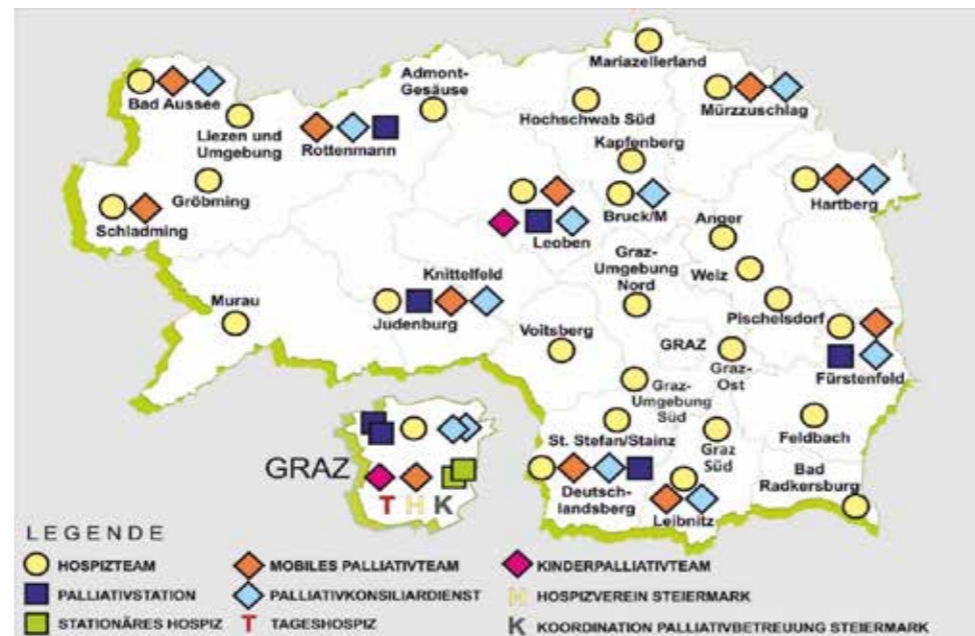 Mariazellerland
Bad Aussee
Admont-
Gesäuse
Hochschwab Süd
Mürzzuschlag
Liezen und
Umgebung
Rottenmann
Kapfenberg
Gröbming
Hartberg
Schladming
Leoben
Bruck/M
Anger
Graz-
Umgebung
Nord
Weiz
Knittelfeld
Murau
Judenburg
Voitsberg
Pischelsdorf
GRAZ
Graz-
Ost
Fürstenfeld
Graz-
Umgebung
Süd
St. Stefan/Stainz
Graz
Süd
Feldbach
GRAZ
T H K
Deutsch-
landsberg
Leibnitz
Bad
Radkersburg
LEGENDE
HOSPIZTEAM
MOBILES PALLIATIVTEAM
KINDERPALLIATIVTEAM
PALLIATIVSTATION
PALLIATIVKONSILIARDIENST
H HOSPIZVEREIN STEIERMARK
STATIONÄRES HOSPIZ
T TAGESHOSPIZ
K KOORDINATION PALLIATIVBETREUUNG STEIERMARK